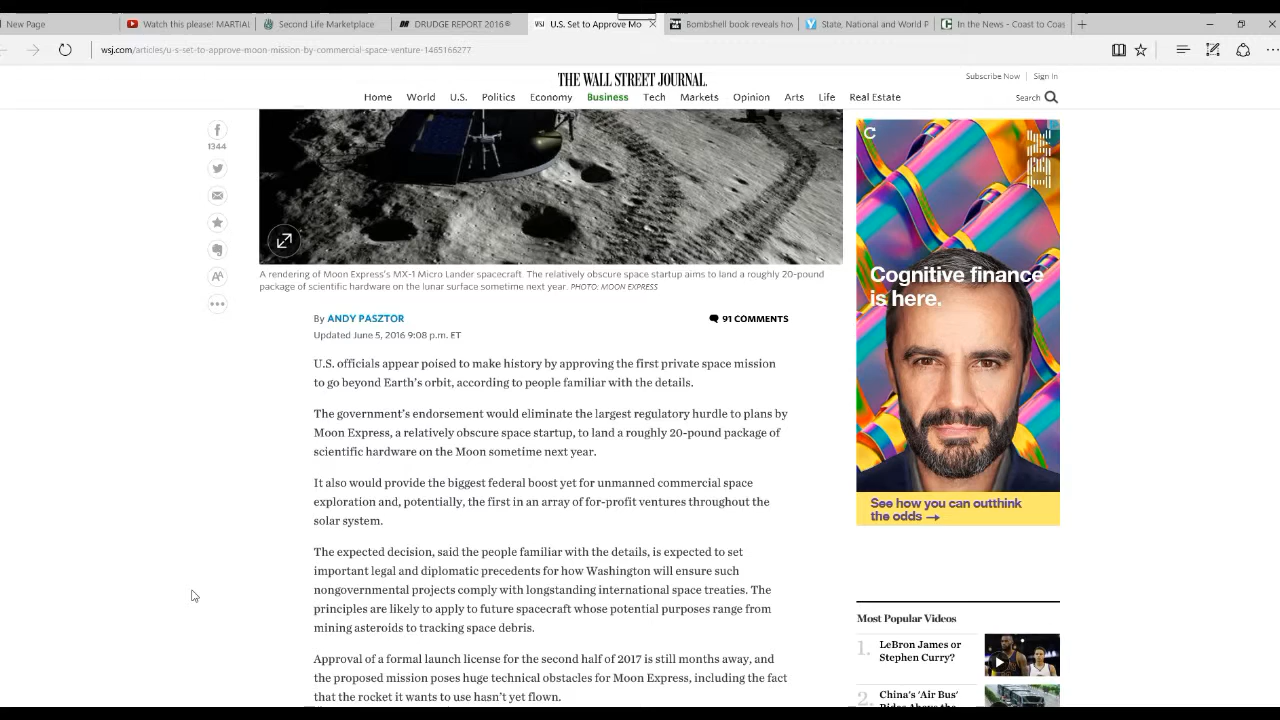 New Page
Watch this please! MARTIAL
Second Life Marketplace
DRUDGE REPORT 2016®
WSJ U.S. Set to Approve Mo
Bombshell book reveals how
State, National and World P
In the News - Coast to Coas
wsj.com/articles/u-s-set-to-approve-moon-mission-by-commercial-space-venture-1465166277
Subscribe Now | Sign In
THE WALL STREET JOURNAL.
Home World U.S. Politics Economy Business Tech Markets Opinion Arts Life Real Estate
Search
1344
A rendering of Moon Express's MX-1 Micro Lander spacecraft. The relatively obscure space startup aims to land a roughly 20-pound
package of scientific hardware on the lunar surface sometime next year. PHOTO: MOON EXPRESS
By ANDY PASZTOR
91 COMMENTS
Updated June 5, 2016 9:08 p.m. ET
U.S. officials appear poised to make history by approving the first private space mission
to go beyond Earth's orbit, according to people familiar with the details.
The government's endorsement would eliminate the largest regulatory hurdle to plans by
Moon Express, a relatively obscure space startup, to land a roughly 20-pound package of
scientific hardware on the Moon sometime next year.
It also would provide the biggest federal boost yet for unmanned commercial space
exploration and, potentially, the first in an array of for-profit ventures throughout the
solar system.
The expected decision, said the people familiar with the details, is expected to set
important legal and diplomatic precedents for how Washington will ensure such
nongovernmental projects comply with longstanding international space treaties. The
principles are likely to apply to future spacecraft whose potential purposes range from
mining asteroids to tracking space debris.
Approval of a formal launch license for the second half of 2017 is still months away, and
the proposed mission poses huge technical obstacles for Moon Express, including the fact
that the rocket it wants to use hasn't yet flown.
IBM
Cognitive finance
is here.
See how you can outthink
the odds →
Most Popular Videos
1. LeBron James or
Stephen Curry?
2. China's 'Air Bus'